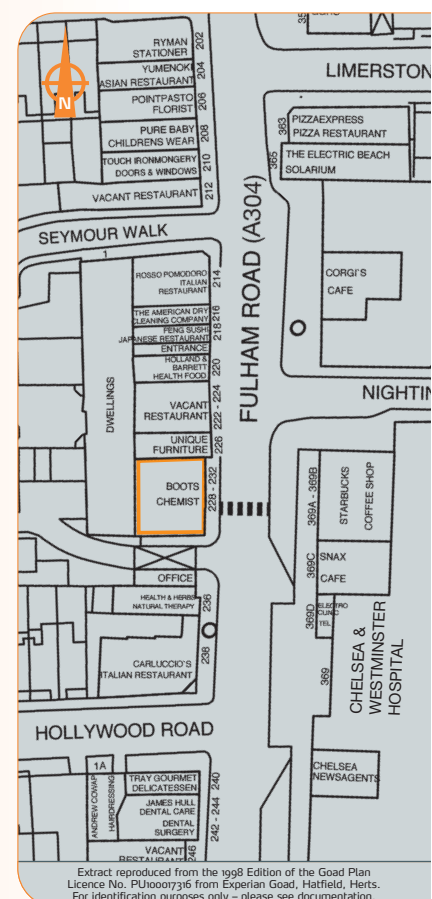 35
RYMAN
STATIONER
202
YUMENOKI
ASIAN RESTAURANT
204
POINTPASTO
FLORIST
206
PURE BABY
CHILDRENS WEAR
208
TOUCH IRONMONGERY
DOORS & WINDOWS
210
VACANT RESTAURANT
212
N
LIMERSTON
363
PIZZAEXPRESS
PIZZA RESTAURANT
365
THE ELECTRIC BEACH
SOLARIUM
SEYMOUR WALK
FULHAM ROAD (A304)
1
ROSSO POMODORO
ITALIAN
RESTAURANT
214
THE AMERICAN DRY
CLEANING COMPANY
216
FENG SUSHI
JAPANESE RESTAURANT
218
ENTRANCE
HOLLAND &
BARRETT
HEALTH FOOD
220
VACANT
RESTAURANT
222 - 224
UNIQUE
FURNITURE
226
DWELLINGS
BOOTS
CHEMIST
228 - 232
CORGI'S
CAFE
NIGHTIN
369A - 369B
STARBUCKS
COFFEE SHOP
369C
SNAX
CAFE
369D
ELECTRO
CLINIC
TEL
369
CHELSEA &
WESTMINSTER
HOSPITAL
OFFICE
HEALTH & HERBS
NATURAL THERAPY
236
CARLUCCIO'S
ITALIAN RESTAURANT
238
HOLLYWOOD ROAD
CHELSEA
NEWSAGENTS
1A
ANDREW COWAP
HAIRDRESSING
TRAY GOURMET
DELICATESSEN
240
JAMES HULL
DENTAL CARE
DENTAL
SURGERY
242 - 244
VACANT
RESTAURANT
246
Extract reproduced from the 1998 Edition of the Goad Plan
Licence No. PU100017316 from Experian Goad, Hatfield, Herts.
For identification purposes only – please see documentation